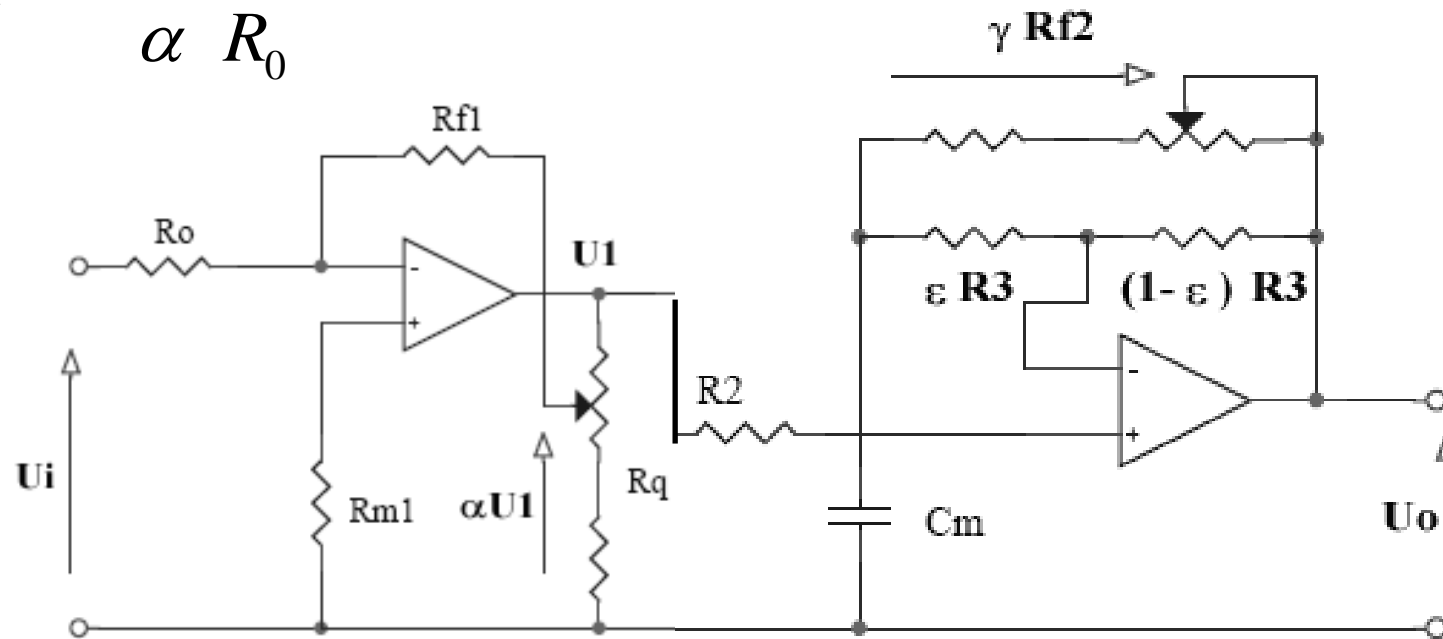 α R₀
γ Rf2
Rf1
Ro
U1
ε R3
(1- ε ) R3
-
+
R2
-
+
Ui
Rm1
αU1
Rq
Cm
Uo